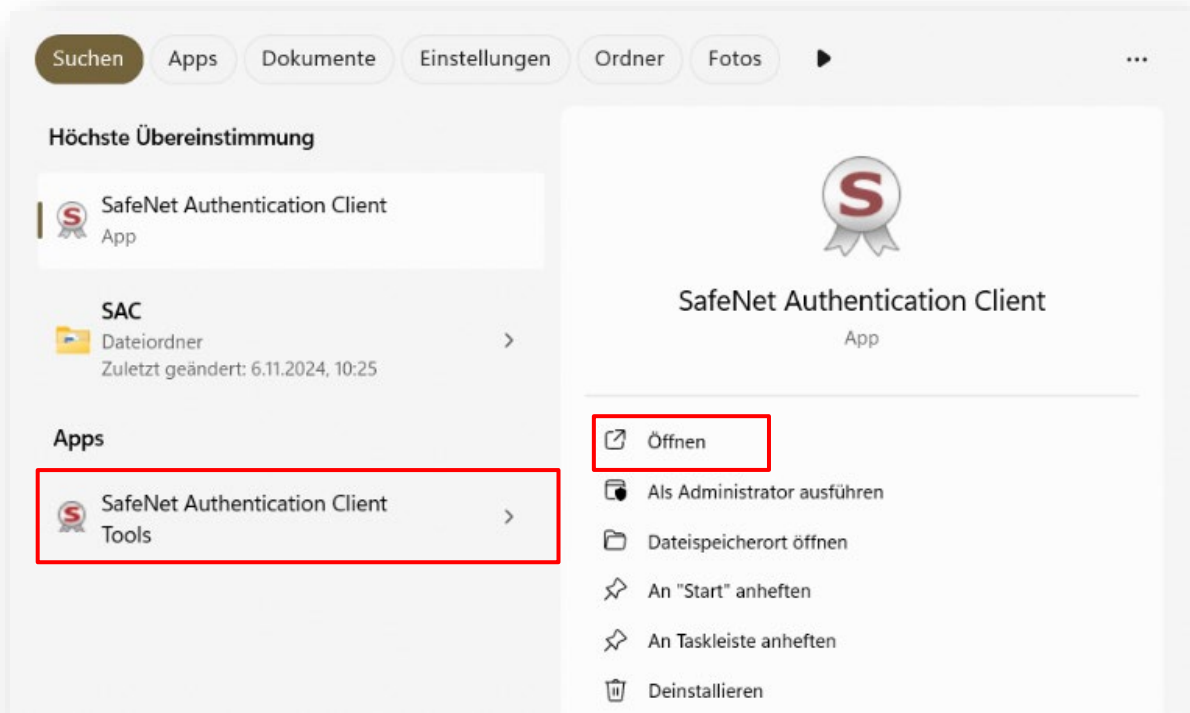 Suchen Apps Dokumente Einstellungen Ordner Fotos
Höchste Übereinstimmung
SafeNet Authentication Client
App
SAC
Dateiordner
Zuletzt geändert: 6.11.2024, 10:25
Apps
SafeNet Authentication Client
Tools
SafeNet Authentication Client
App
Öffnen
Als Administrator ausführen
Dateispeicherort öffnen
An "Start" anheften
An Taskleiste anheften
Deinstallieren